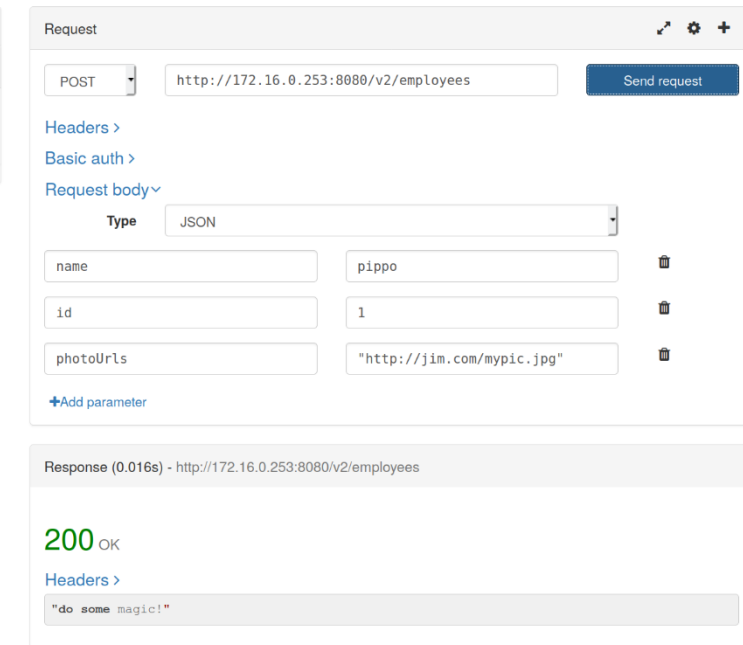 Request
POST http://172.16.0.253:8080/v2/employees Send request
Headers
Basic auth
Request body
Type JSON
name pippo
id 1
photoUrls "http://jim.com/mypic.jpg"
Add parameter
Response (0.016s) - http://172.16.0.253:8080/v2/employees
200 OK
Headers
"do some magic!"